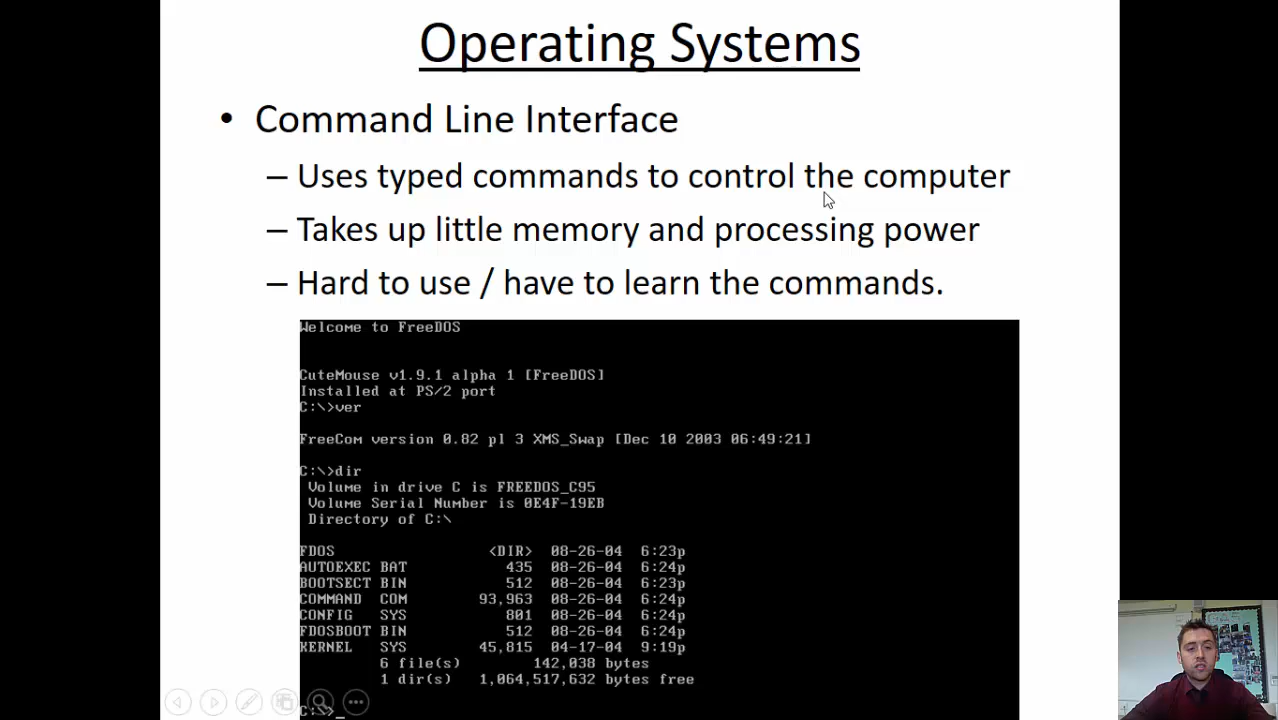 Operating Systems
• Command Line Interface
– Uses typed commands to control the computer
– Takes up little memory and processing power
– Hard to use / have to learn the commands.
Welcome to FreeDOS
CuteMouse v1.9.1 alpha 1 [FreeDOS]
Installed at PS/2 port
C:\>ver
FreeCom version 0.82 pl 3 XMS_Swap [Dec 10 2003 06:49:21]
C:\>dir
Volume in drive C is FREEDOS_C95
Volume Serial Number is 0E4F-19EB
Directory of C:\
FDOS <DIR> 08-26-04 6:23p
AUTOEXEC BAT 435 08-26-04 6:24p
BOOTSECT BIN 512 08-26-04 6:23p
COMMAND COM 93,963 08-26-04 6:24p
CONFIG SYS 801 08-26-04 6:24p
FDOSBOOT BIN 512 08-26-04 6:24p
KERNEL SYS 45,815 04-17-04 9:19p
6 file(s) 142,038 bytes
1 dir(s) 1,064,517,632 bytes free
C:\>_